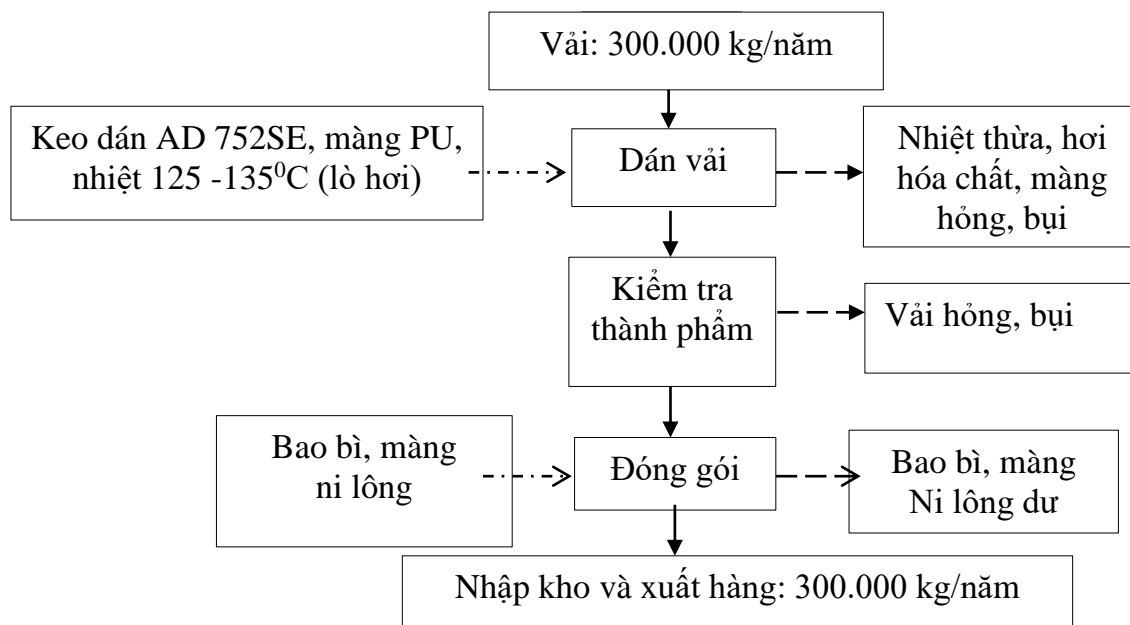 Vải: 300.000 kg/năm
Keo dán AD 752SE, màng PU,
nhiệt 125 -135⁰C (lò hơi)
Dán vải
Nhiệt thừa, hơi
hóa chất, màng
hỏng, bụi
Kiểm tra
thành phẩm
Vải hỏng, bụi
Bao bì, màng
ni lông
Đóng gói
Bao bì, màng
Ni lông dư
Nhập kho và xuất hàng: 300.000 kg/năm